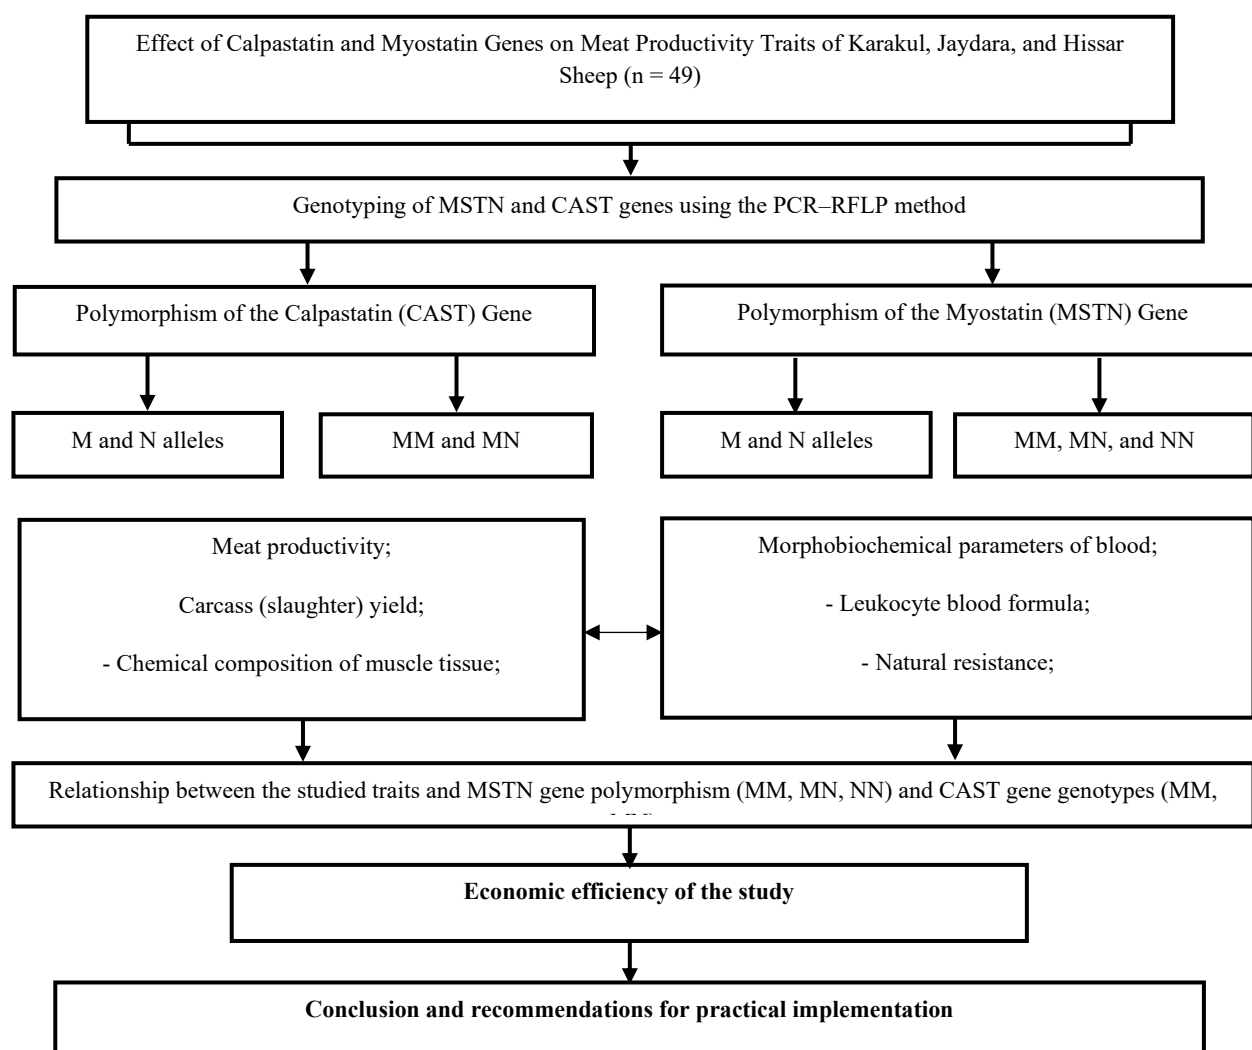 Effect of Calpastatin and Myostatin Genes on Meat Productivity Traits of Karakul, Jaydara, and Hissar
Sheep (n = 49)
Genotyping of MSTN and CAST genes using the PCR–RFLP method
Polymorphism of the Calpastatin (CAST) Gene
Polymorphism of the Myostatin (MSTN) Gene
M and N alleles
MM and MN
M and N alleles
MM, MN, and NN
Meat productivity;
Carcass (slaughter) yield;
- Chemical composition of muscle tissue;
Morphobiochemical parameters of blood;
- Leukocyte blood formula;
- Natural resistance;
Relationship between the studied traits and MSTN gene polymorphism (MM, MN, NN) and CAST gene genotypes (MM,
Economic efficiency of the study
Conclusion and recommendations for practical implementation